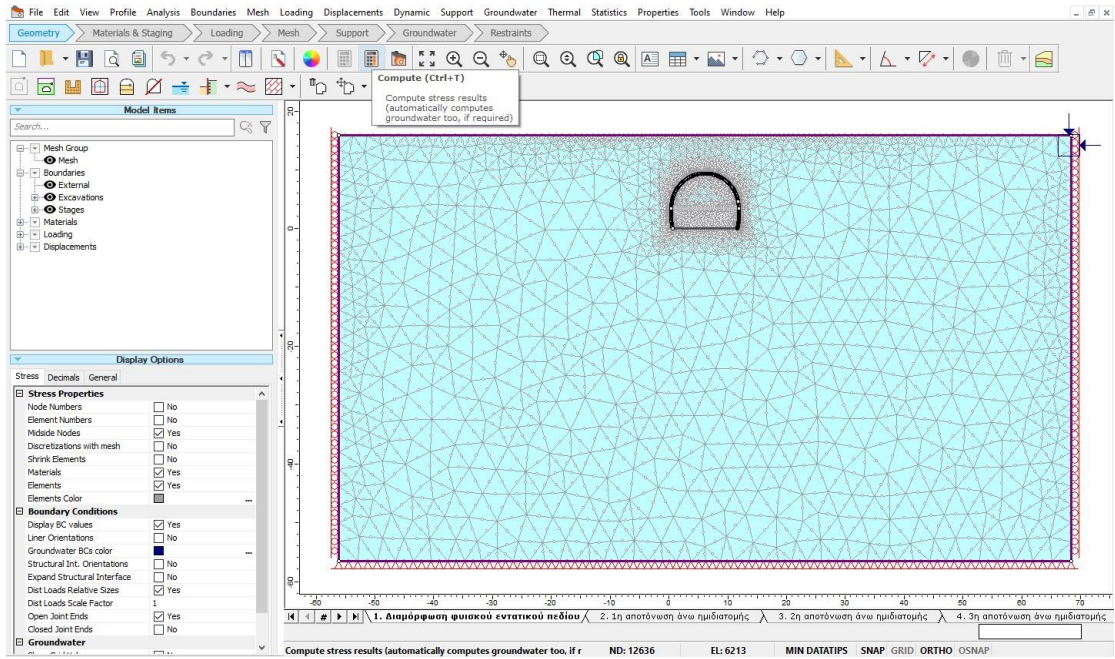 File Edit View Profile Analysis Boundaries Mesh Loading Displacements Dynamic Support Groundwater Thermal Statistics Properties Tools Window Help
Geometry Materials & Staging Loading Mesh Support Groundwater Restraints
Compute (Ctrl+T)
Compute stress results
(automatically computes
groundwater too, if required)
Model Items
Search...
Mesh Group
Mesh
Boundaries
External
Excavations
Stages
Materials
Loading
Displacements
Display Options
Stress Decimals General
Stress Properties
Node Numbers No
Element Numbers No
Midside Nodes Yes
Discretizations with mesh No
Shrink Elements No
Materials Yes
Elements Yes
Elements Color ...
Boundary Conditions
Display BC values Yes
Liner Orientations No
Groundwater BCs color ...
Structural Int. Orientations No
Expand Structural Interface No
Dist Loads Relative Sizes Yes
Dist Loads Scale Factor 1
Open Joint Ends Yes
Closed Joint Ends No
Groundwater
20
0
-20
-40
-60
-60 -50 -40 -30 -20 -10 0 10 20 30 40 50 60 70
# 1. Διαμόρφωση φυσικού εντατικού πεδίου 2. 1η αποτόνωση άνω ημιδιατομής 3. 2η αποτόνωση άνω ημιδιατομής 4. 3η αποτόνωση άνω ημιδιατομής
Compute stress results (automatically computes groundwater too, if r ND: 12636 EL: 6213 MIN DATATIPS SNAP GRID ORTHO OSNAP